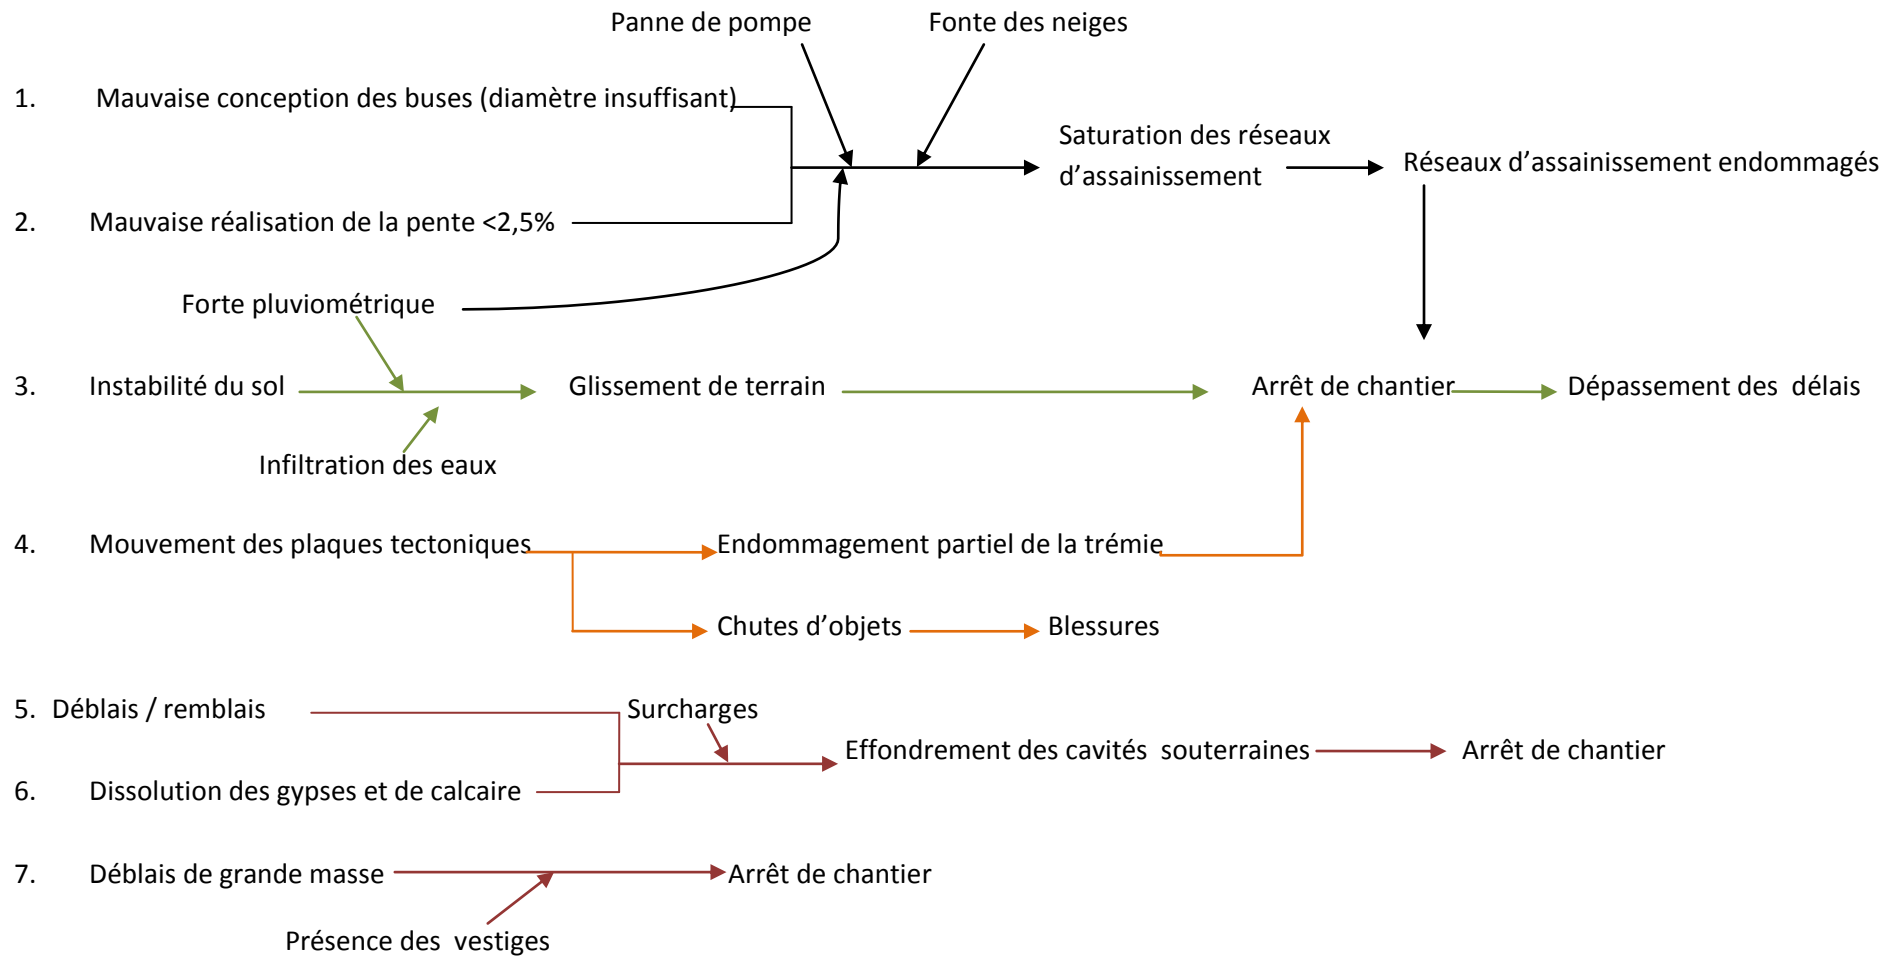 Panne de pompe Fonte des neiges
1. Mauvaise conception des buses (diamètre insuffisant)
Saturation des réseaux
d’assainissement
Réseaux d’assainissement endommagés
2. Mauvaise réalisation de la pente <2,5%
Forte pluviométrique
3. Instabilité du sol Glissement de terrain Arrêt de chantier Dépassement des délais
Infiltration des eaux
4. Mouvement des plaques tectoniques Endommagement partiel de la trémie
Chutes d’objets Blessures
5. Déblais / remblais Surcharges
Effondrement des cavités souterraines Arrêt de chantier
6. Dissolution des gypses et de calcaire
7. Déblais de grande masse Arrêt de chantier
Présence des vestiges